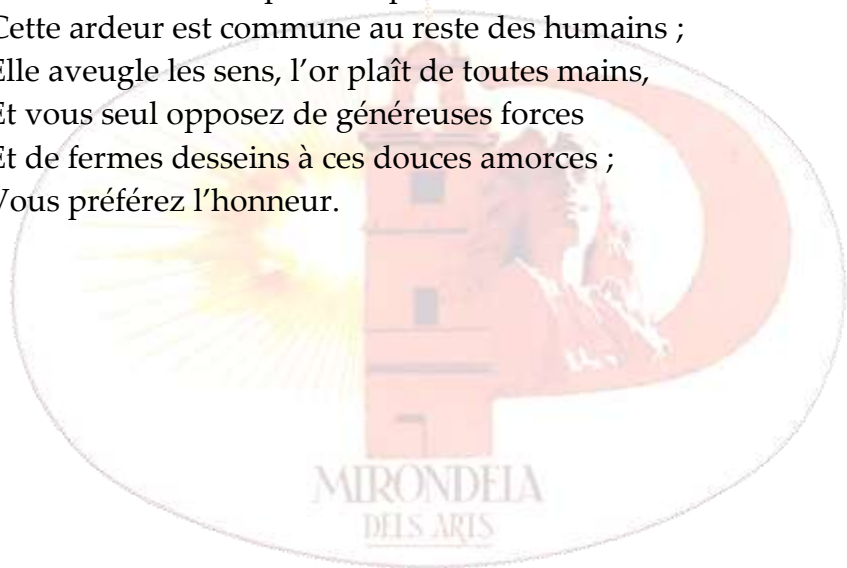 Cette ardeur est commune au reste des humains ;
Elle aveugle les sens, l’or plaît de toutes mains,
Et vous seul opposez de généreuses forces
Et de fermes desseins à ces douces amorces ;
Vous préférez l’honneur.
MIRONDELA
DELS ARTS